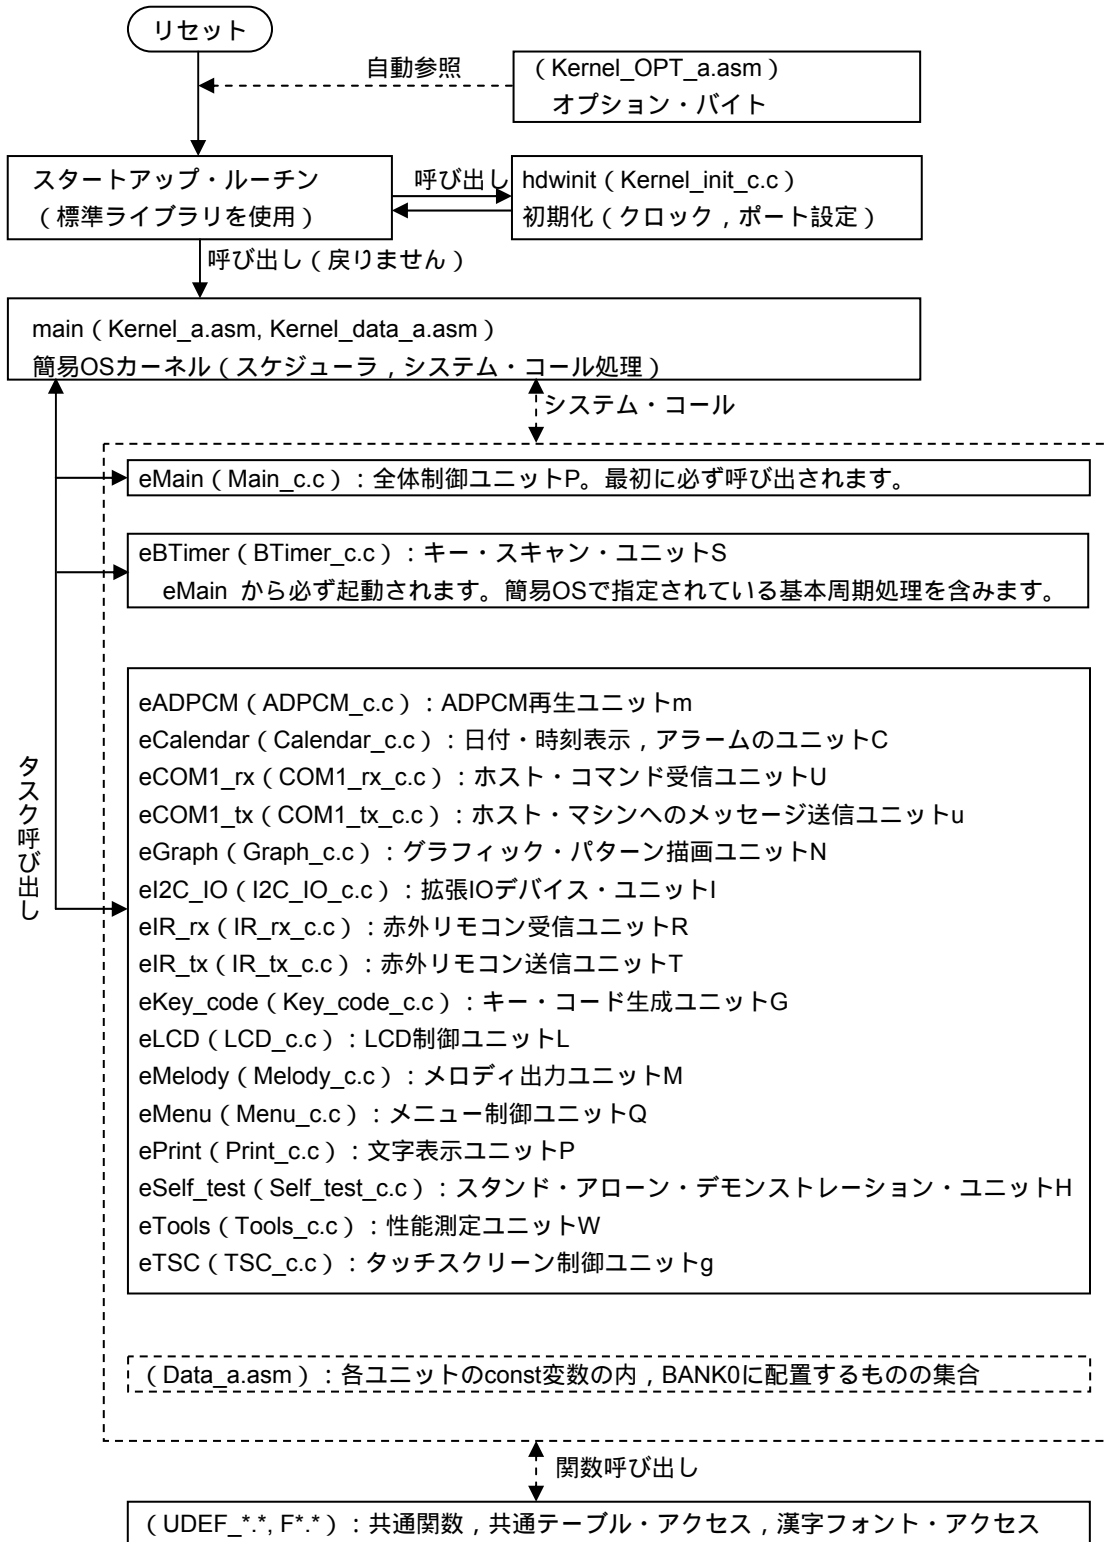 リセット
自動参照
（Kernel_OPT_a.asm）
オプション・バイト
スタートアップ・ルーチン
（標準ライブラリを使用）
呼び出し
hdwinit（Kernel_init_c.c）
初期化（クロック，ポート設定）
呼び出し（戻りません）
main（Kernel_a.asm, Kernel_data_a.asm）
簡易OSカーネル（スケジューラ，システム・コール処理）
システム・コール
eMain（Main_c.c）：全体制御ユニットP。最初に必ず呼び出されます。
eBTimer（BTimer_c.c）：キー・スキャン・ユニットS
eMain から必ず起動されます。簡易OSで指定されている基本周期処理を含みます。
タスク呼び出し
eADPCM（ADPCM_c.c）：ADPCM再生ユニットm
eCalendar（Calendar_c.c）：日付・時刻表示，アラームのユニットC
eCOM1_rx（COM1_rx_c.c）：ホスト・コマンド受信ユニットU
eCOM1_tx（COM1_tx_c.c）：ホスト・マシンへのメッセージ送信ユニットu
eGraph（Graph_c.c）：グラフィック・パターン描画ユニットN
eI2C_IO（I2C_IO_c.c）：拡張IOデバイス・ユニットI
eIR_rx（IR_rx_c.c）：赤外リモコン受信ユニットR
eIR_tx（IR_tx_c.c）：赤外リモコン送信ユニットT
eKey_code（Key_code_c.c）：キー・コード生成ユニットG
eLCD（LCD_c.c）：LCD制御ユニットL
eMelody（Melody_c.c）：メロディ出力ユニットM
eMenu（Menu_c.c）：メニュー制御ユニットQ
ePrint（Print_c.c）：文字表示ユニットP
eSelf_test（Self_test_c.c）：スタンド・アローン・デモンストレーション・ユニットH
eTools（Tools_c.c）：性能測定ユニットW
eTSC（TSC_c.c）：タッチスクリーン制御ユニットg
（Data_a.asm）：各ユニットのconst変数の内，BANK0に配置するものの集合
関数呼び出し
（UDEF_*.*, F*.*）：共通関数，共通テーブル・アクセス，漢字フォント・アクセス